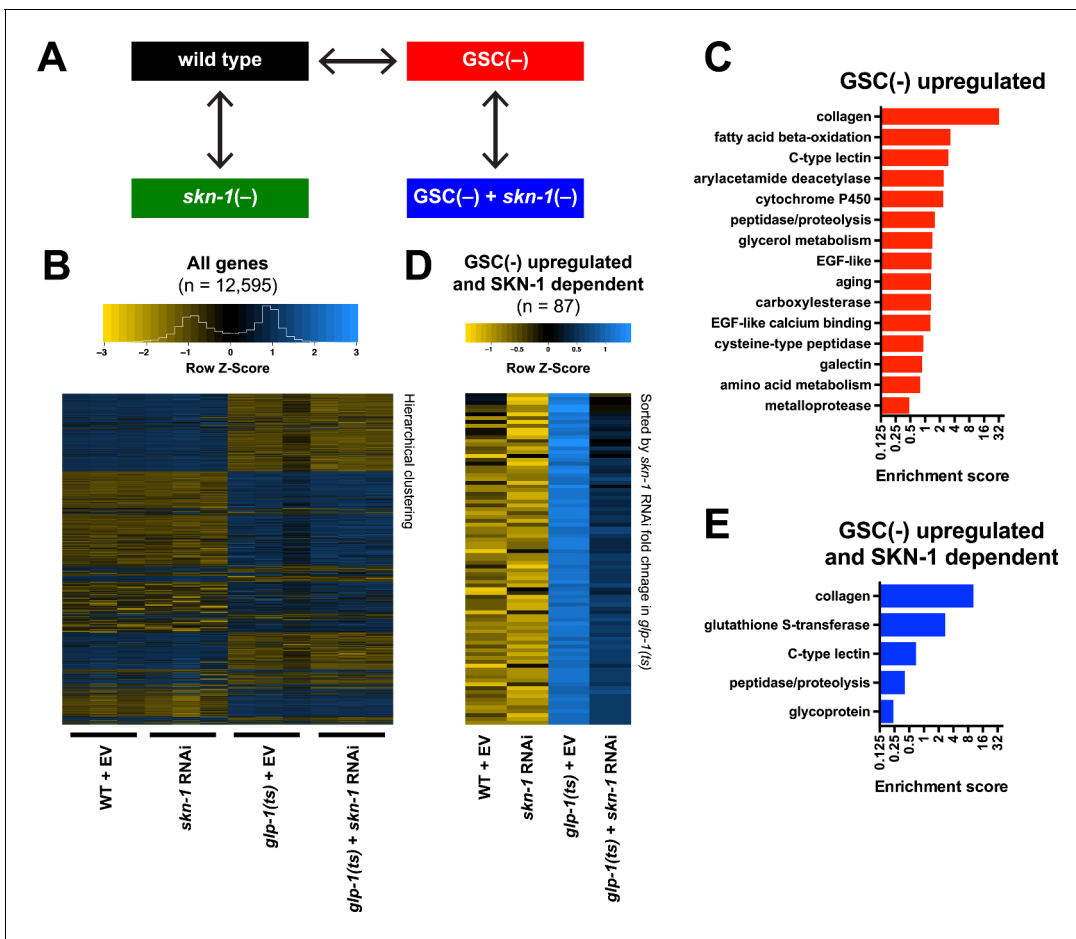 A
wild type
GSC(–)
skn-1(–)
GSC(–) + skn-1(–)
B
All genes
(n = 12,595)
−3 −2 −1 0 1 2 3
Row Z-Score
Hierarchical clustering
WT + EV
skn-1 RNAi
glp-1(ts) + EV
glp-1(ts) + skn-1 RNAi
D
GSC(-) upregulated
and SKN-1 dependent
(n = 87)
−1 −0.5 0 0.5 1
Row Z-Score
Sorted by skn-1 RNAi fold chnage in glp-1(ts)
WT + EV
skn-1 RNAi
glp-1(ts) + EV
glp-1(ts) + skn-1 RNAi
C
GSC(-) upregulated
collagen
fatty acid beta-oxidation
C-type lectin
arylacetamide deacetylase
cytochrome P450
peptidase/proteolysis
glycerol metabolism
EGF-like
aging
carboxylesterase
EGF-like calcium binding
cysteine-type peptidase
galectin
amino acid metabolism
metalloprotease
0.125 0.25 0.5 1 2 4 8 16 32
Enrichment score
E
GSC(-) upregulated
and SKN-1 dependent
collagen
glutathione S-transferase
C-type lectin
peptidase/proteolysis
glycoprotein
0.125 0.25 0.5 1 2 4 8 16 32
Enrichment score